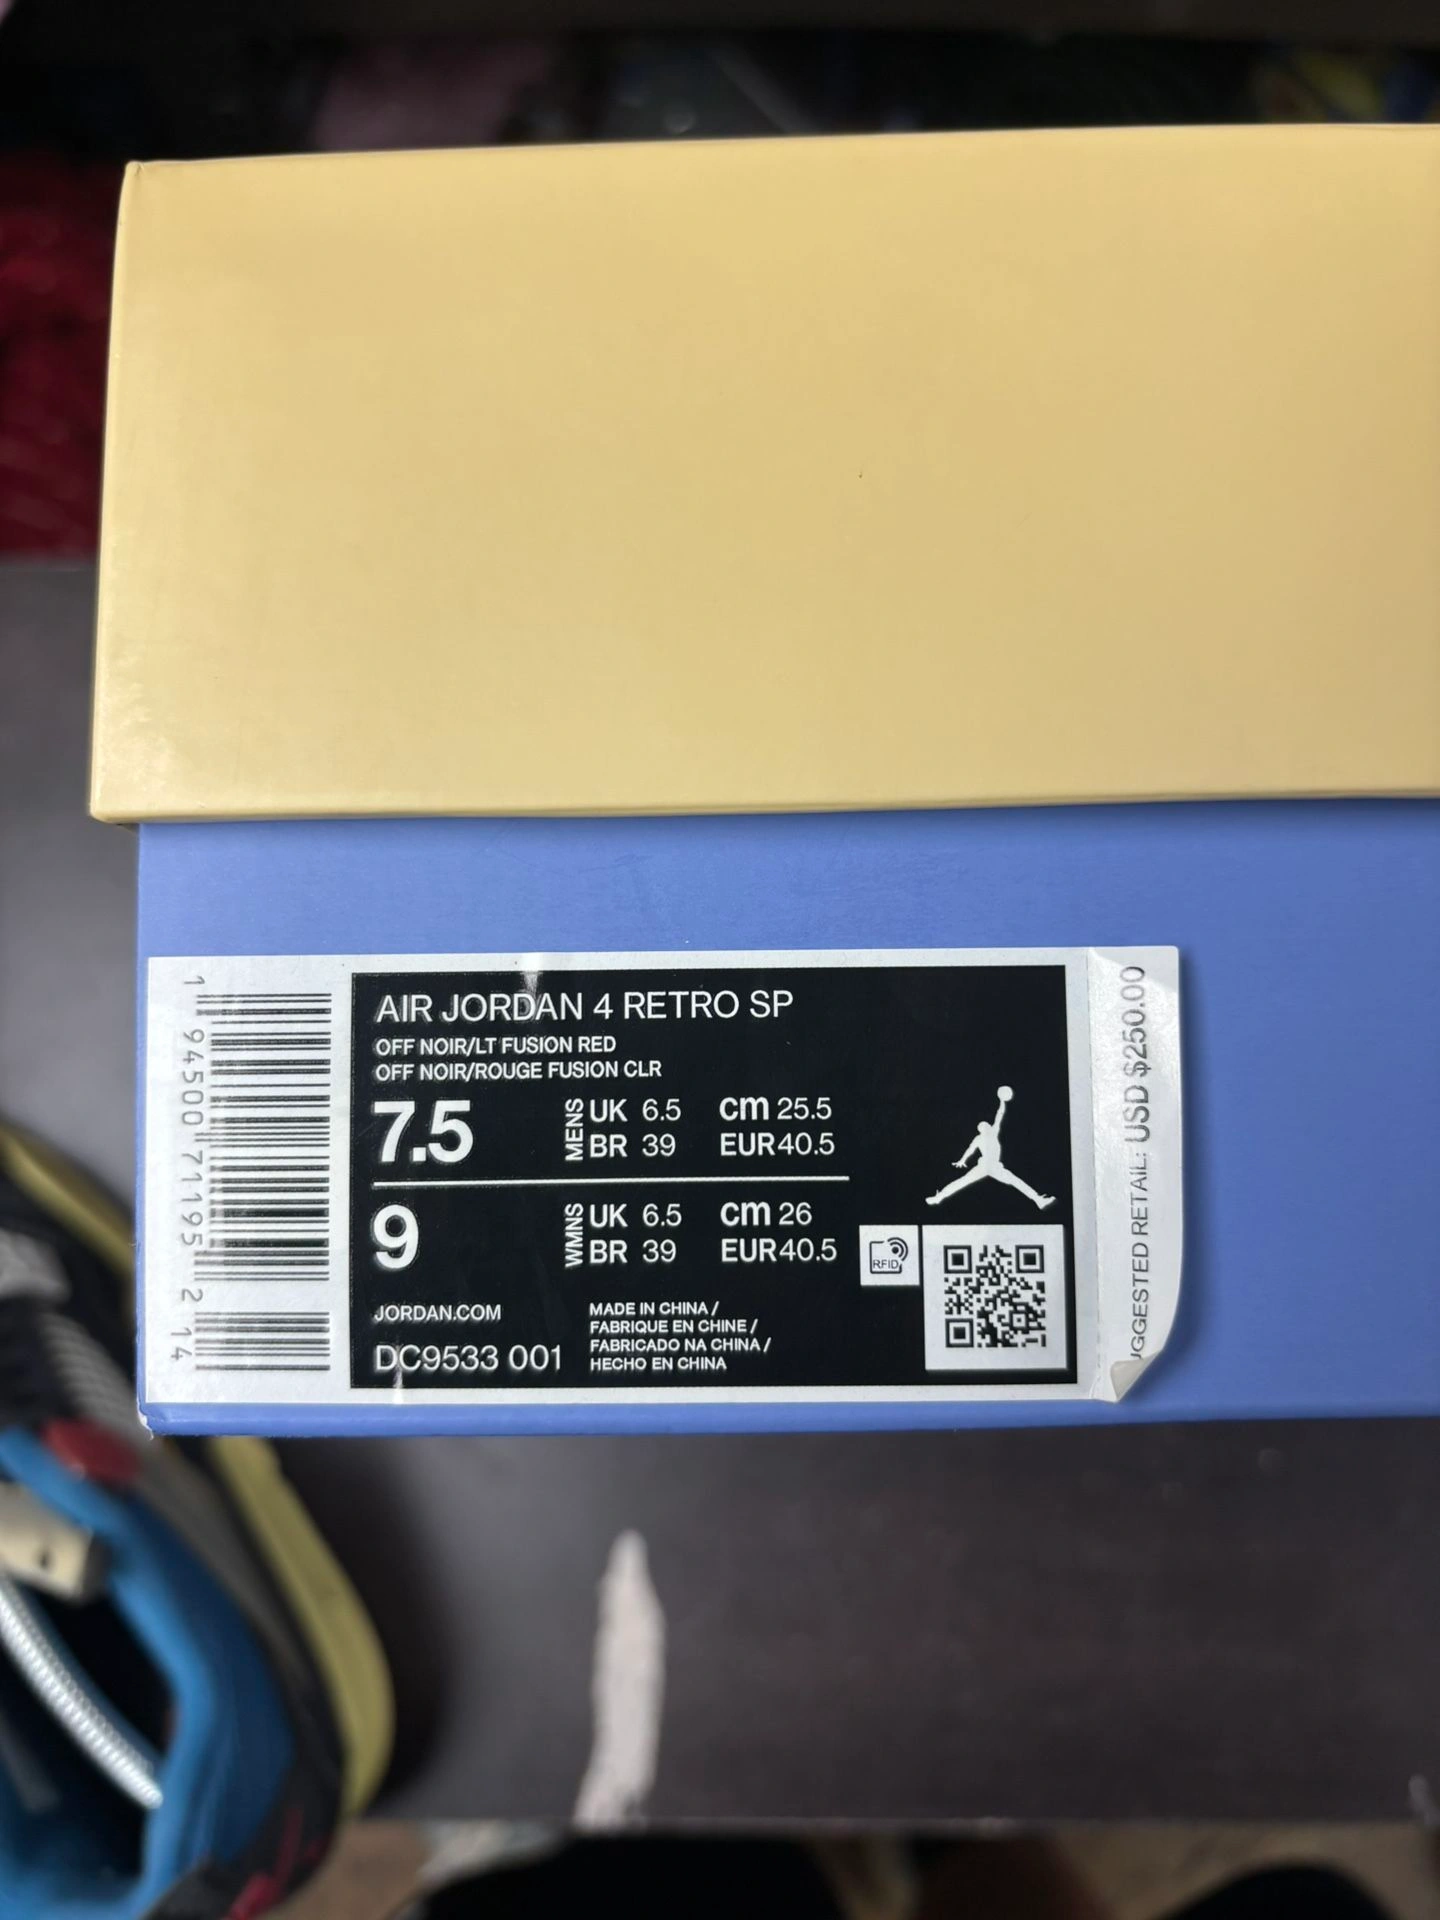 AIR JORDAN 4 RETRO SP
OFF NOIR/LT FUSION RED
OFF NOIR/ROUGE FUSION CLR
7.5 MENS UK 6.5 cm 25.5
BR 39 EUR 40.5
9 WMNS UK 6.5 cm 26
BR 39 EUR 40.5
JORDAN.COM
DC9533 001
MADE IN CHINA /
FABRIQUE EN CHINE /
FABRICADO NA CHINA /
HECHO EN CHINA
RFID
1 94500 71195 2 14
UGGESTED RETAIL: USD $250.00